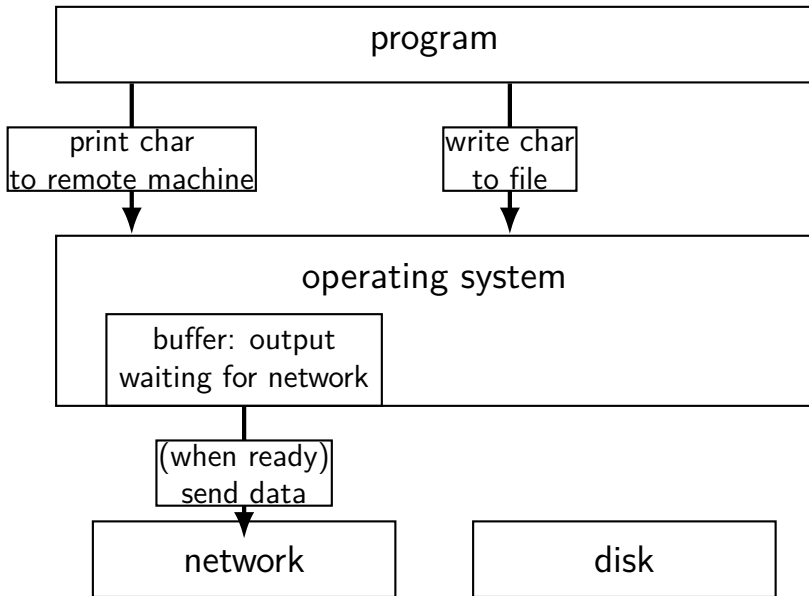 program
print char
to remote machine
write char
to file
operating system
buffer: output
waiting for network
(when ready)
send data
network
disk